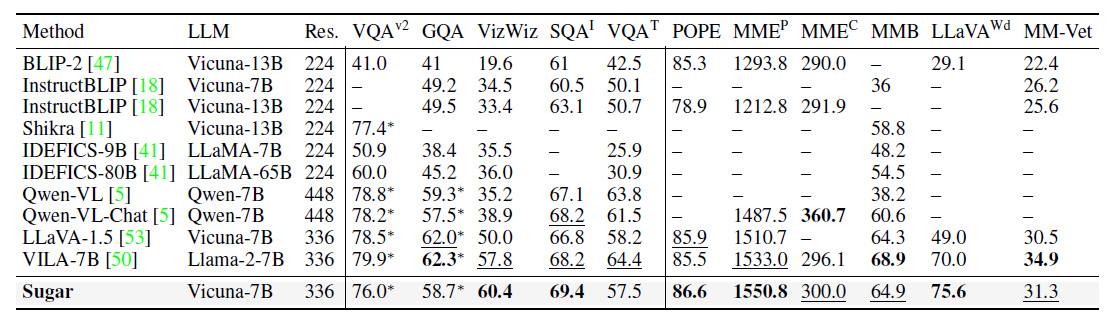 Method LLM Res. VQAv2 GQA VizWiz SQAI VQAT POPE MMEP MMEC MMB LLaVAWd MM-Vet
BLIP-2 [47] Vicuna-13B 224 41.0 41 19.6 61 42.5 85.3 1293.8 290.0 – 29.1 22.4
InstructBLIP [18] Vicuna-7B 224 – 49.2 34.5 60.5 50.1 – – – 36 – 26.2
InstructBLIP [18] Vicuna-13B 224 – 49.5 33.4 63.1 50.7 78.9 1212.8 291.9 – – 25.6
Shikra [11] Vicuna-13B 224 77.4* – – – – – – – 58.8 – –
IDEFICS-9B [41] LLaMA-7B 224 50.9 38.4 35.5 – 25.9 – – – 48.2 – –
IDEFICS-80B [41] LLaMA-65B 224 60.0 45.2 36.0 – 30.9 – – – 54.5 – –
Qwen-VL [5] Qwen-7B 448 78.8* 59.3* 35.2 67.1 63.8 – – – 38.2 – –
Qwen-VL-Chat [5] Qwen-7B 448 78.2* 57.5* 38.9 68.2 61.5 – 1487.5 360.7 60.6 – –
LLaVA-1.5 [53] Vicuna-7B 336 78.5* 62.0* 50.0 66.8 58.2 85.9 1510.7 – 64.3 49.0 30.5
VILA-7B [50] Llama-2-7B 336 79.9* 62.3* 57.8 68.2 64.4 85.5 1533.0 296.1 68.9 70.0 34.9
Sugar Vicuna-7B 336 76.0* 58.7* 60.4 69.4 57.5 86.6 1550.8 300.0 64.9 75.6 31.3